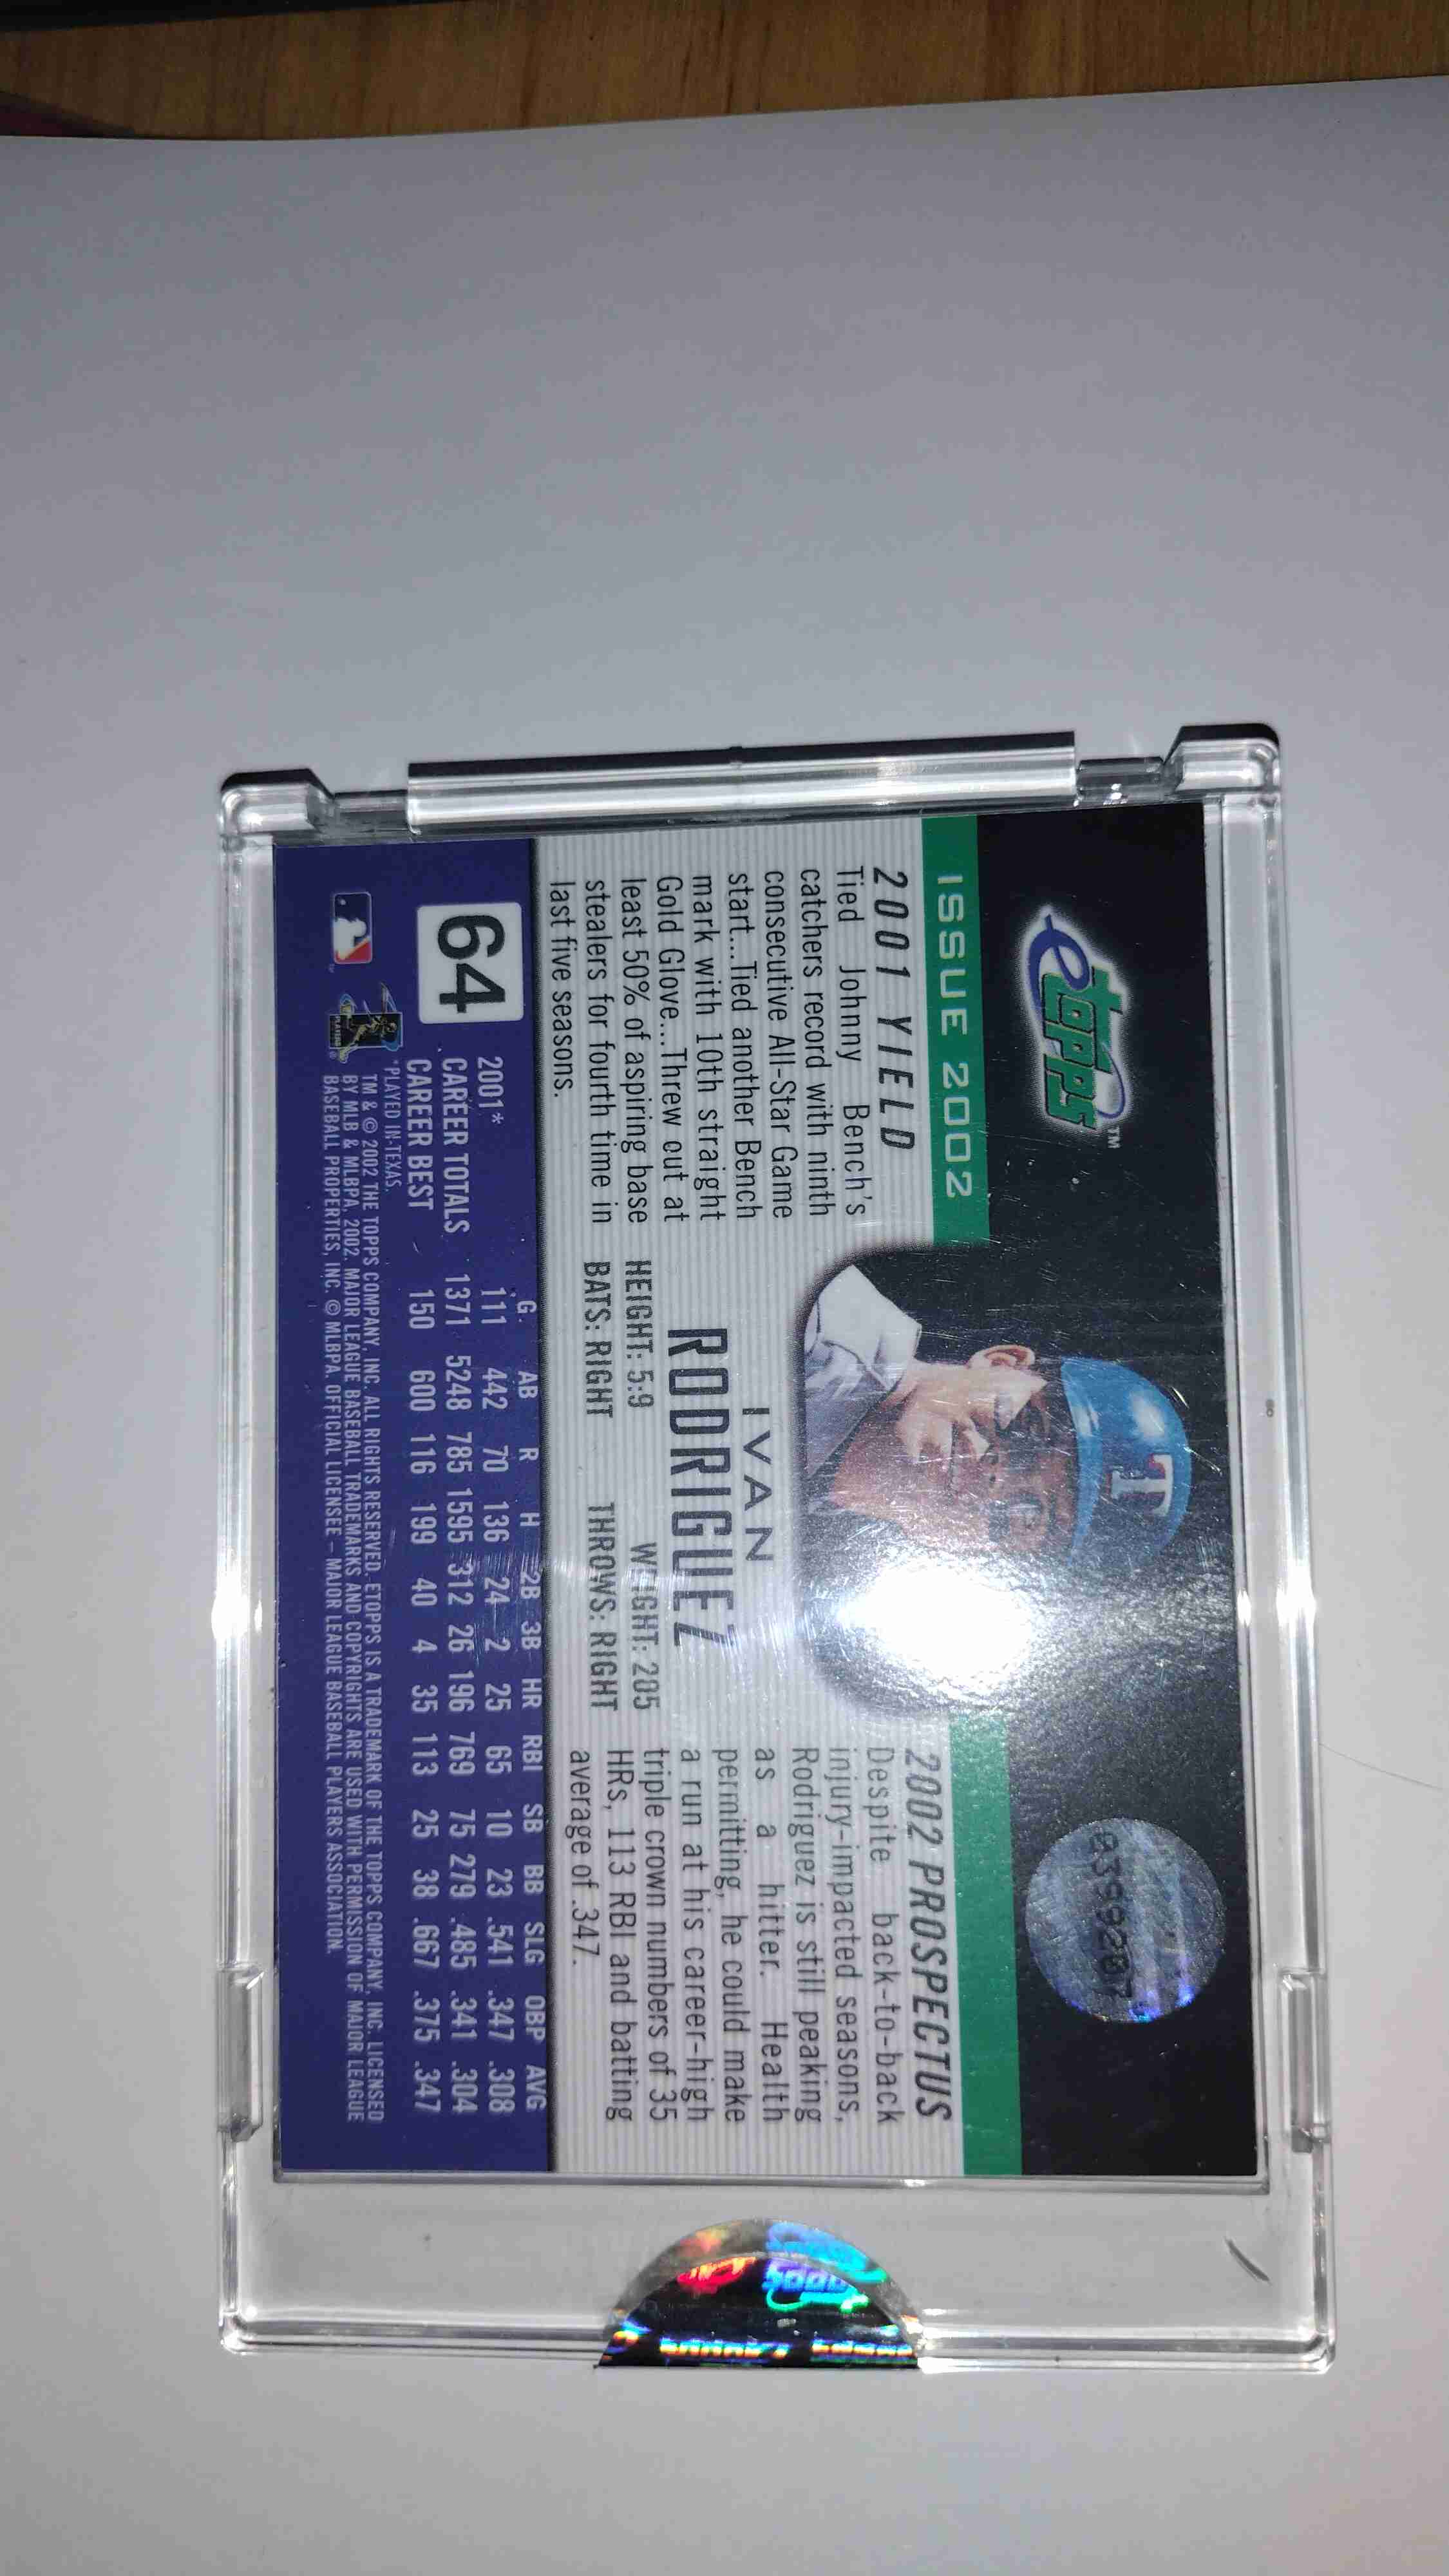 etopps™
ISSUE 2002
2001 YIELD
Tied Johnny Bench's
catchers record with ninth
consecutive All-Star Game
start...Tied another Bench
mark with 10th straight
Gold Glove...Threw out at
least 50% of aspiring base
stealers for fourth time in
last five seasons.
T
IVAN
RODRIGUEZ
HEIGHT: 5:9 WEIGHT: 205
BATS: RIGHT THROWS: RIGHT
2002 PROSPECTUS
Despite back-to-back
injury-impacted seasons,
Rodriguez is still peaking
as a hitter. Health
permitting, he could make
a run at his career-high
triple crown numbers of 35
HRs, 113 RBI and batting
average of .347.
64
G AB R H 2B 3B HR RBI SB BB SLG OBP AVG
2001* 111 442 70 136 24 2 25 65 10 23 .541 .347 .308
CAREER TOTALS 1371 5248 785 1595 312 26 196 769 75 279 .485 .341 .304
CAREER BEST 150 600 116 199 40 4 35 113 25 38 .667 .375 .347
*PLAYED IN-TEXAS.
TM & © 2002 THE TOPPS COMPANY, INC. ALL RIGHTS RESERVED. ETOPPS IS A TRADEMARK OF THE TOPPS COMPANY, INC. LICENSED
BY MLB & MLBPA, 2002. MAJOR LEAGUE BASEBALL TRADEMARKS AND COPYRIGHTS ARE USED WITH PERMISSION OF MAJOR LEAGUE
BASEBALL PROPERTIES, INC. © MLBPA. OFFICIAL LICENSEE – MAJOR LEAGUE BASEBALL PLAYERS ASSOCIATION.